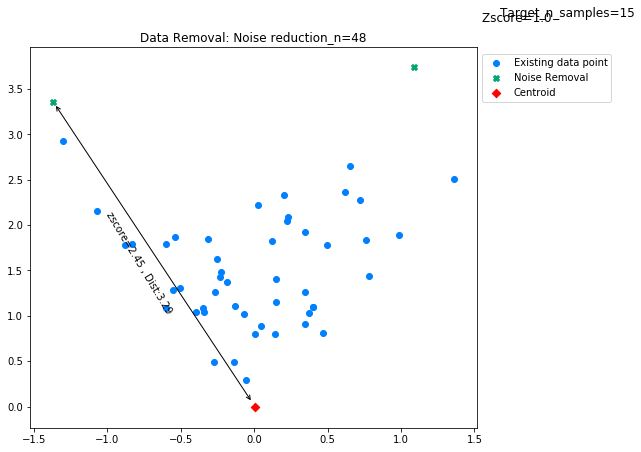 Target_n_samples=15
Zscore=1.0
Data Removal: Noise reduction_n=48
Existing data point
Noise Removal
Centroid
zscore=2.45 , Dist:3.29
3.5
3.0
2.5
2.0
1.5
1.0
0.5
0.0
−1.5 −1.0 −0.5 0.0 0.5 1.0 1.5